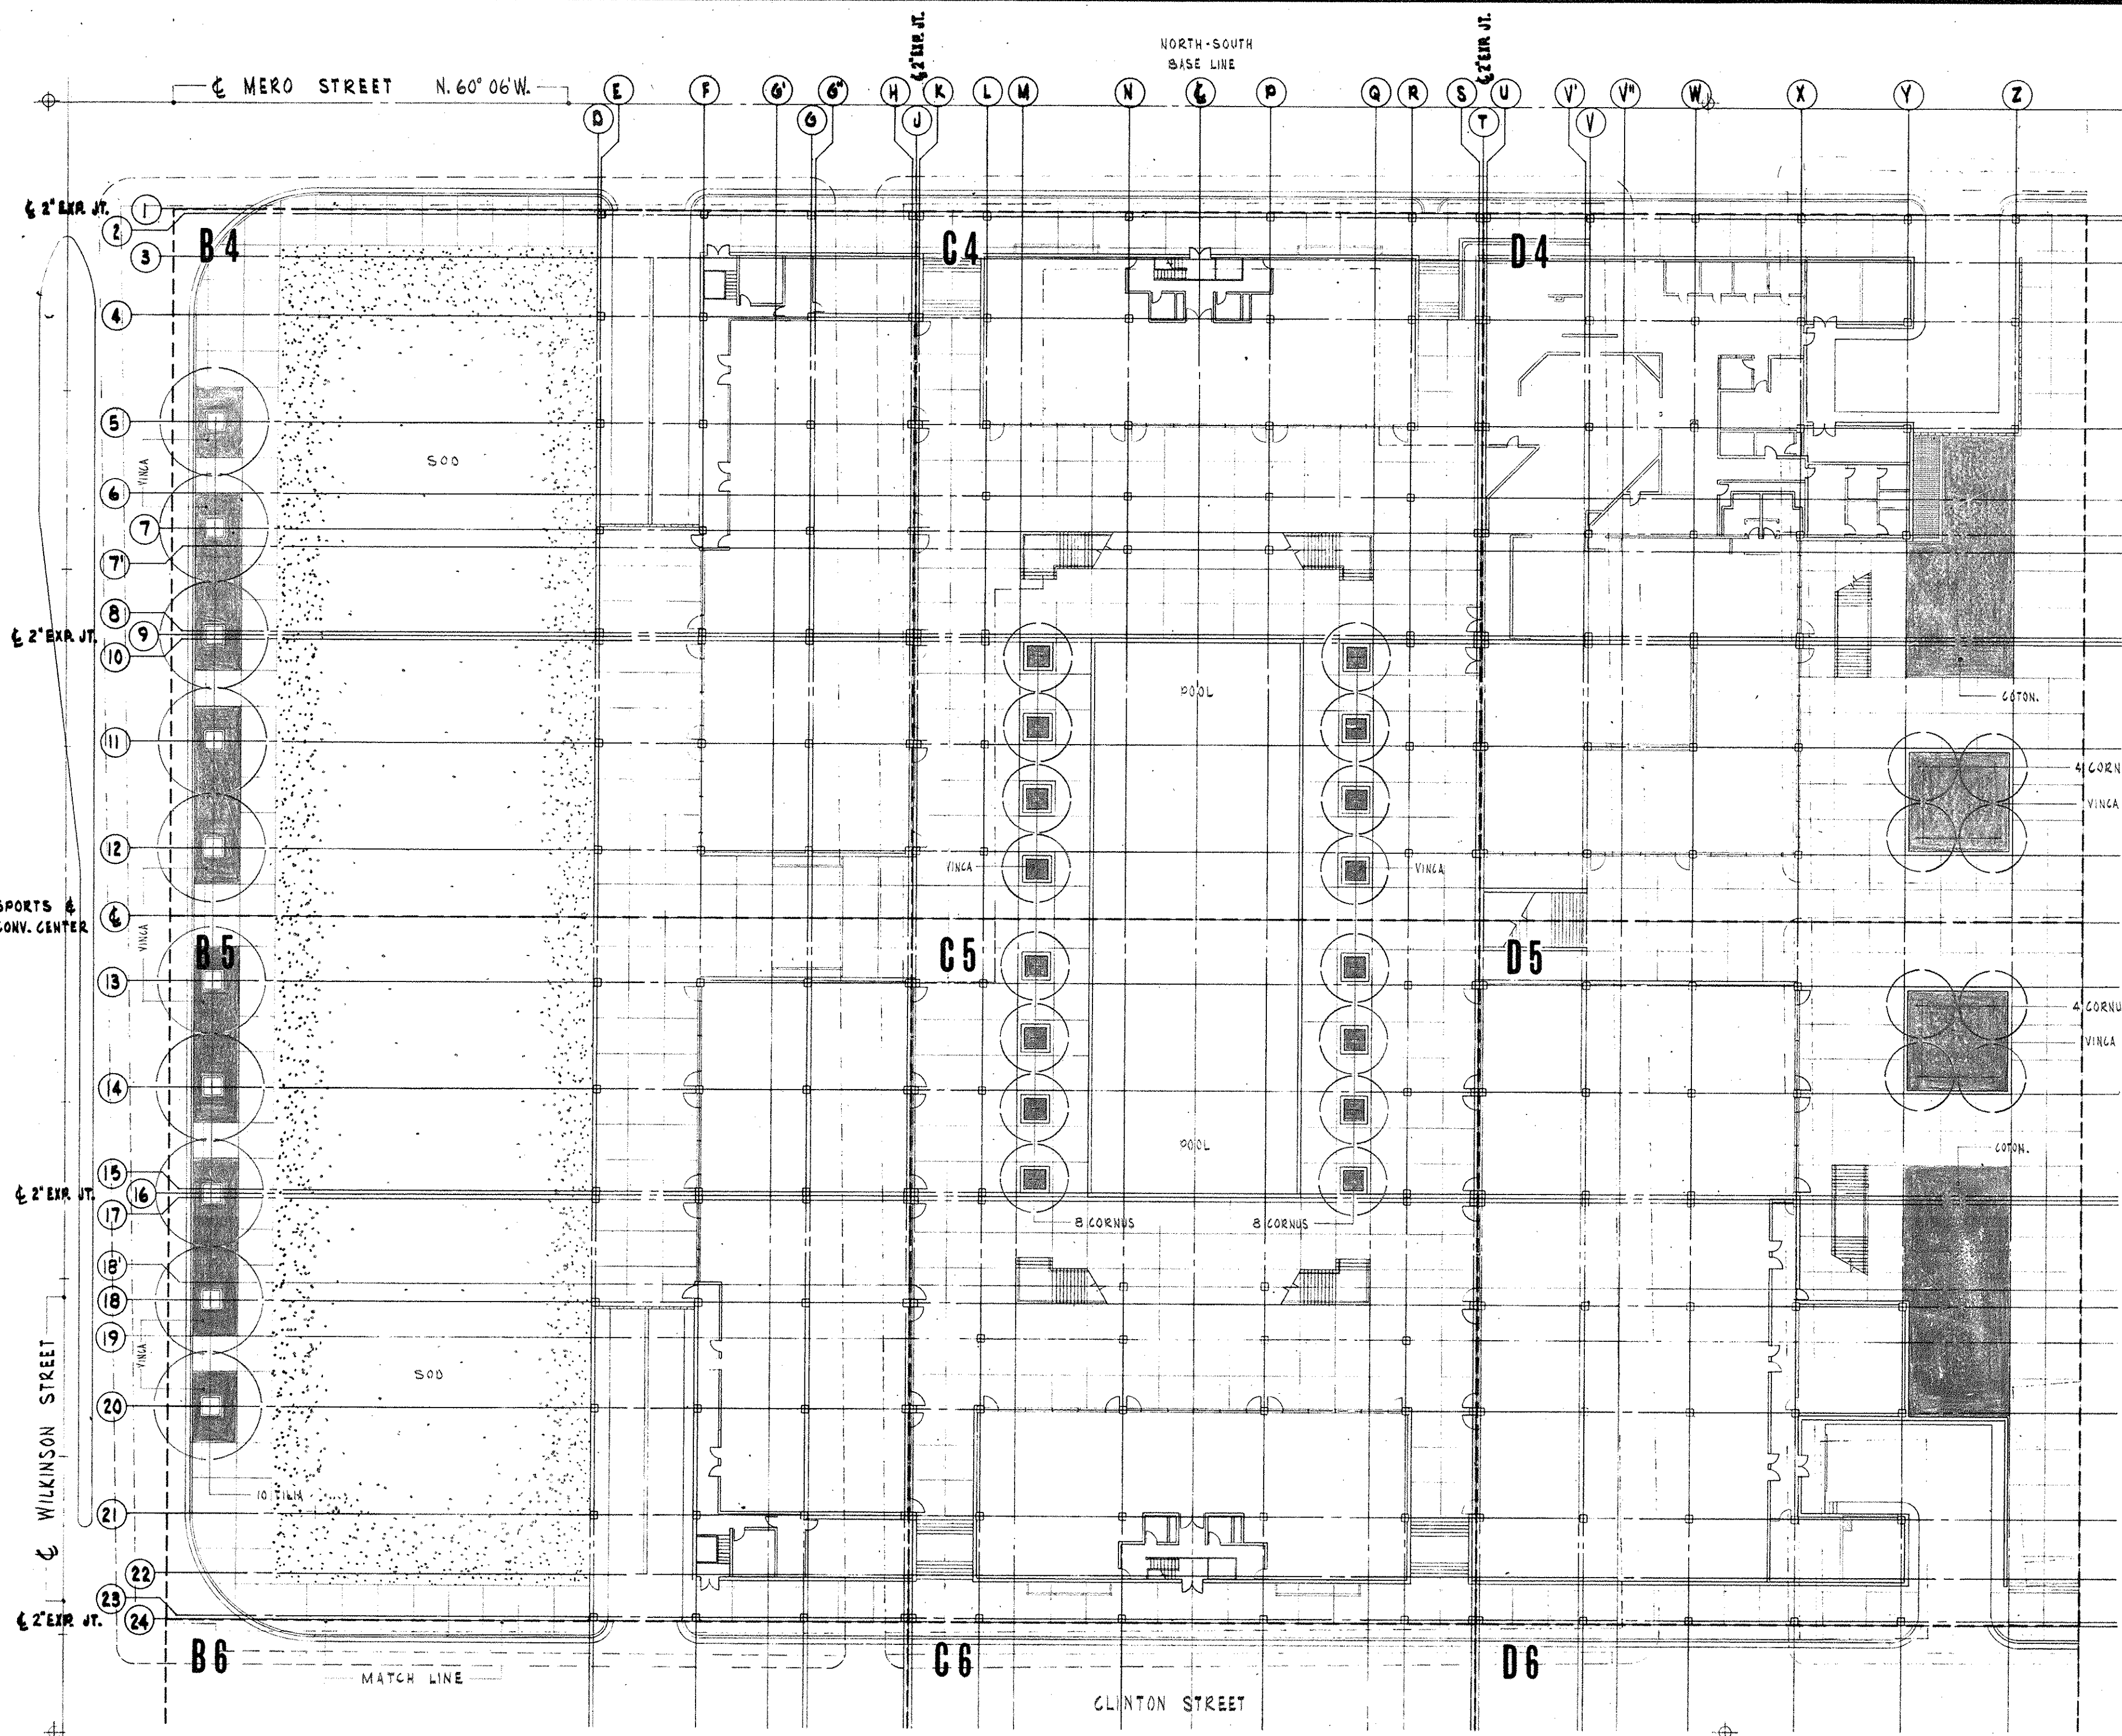 NORTH-SOUTH
BASE LINE
℄ MERO STREET N. 60° 06' W.
℄ 2" EXP. JT.
℄ 2" EXP. JT.
E F G' G" H K L M N ℄ P Q R S U V' V" W X Y Z
D G J T V
℄ 2" EXP. JT.
1
2
3
B4
C4
D4
4
5
SOD
VINCA
6
7
7'
8
℄ 2" EXP. JT.
9
10
POOL
COTON.
11
4 CORN
VINCA
12
VINCA
VINCA
SPORTS &
CONV. CENTER
℄
VINCA
B5
C5
D5
13
4 CORNU
VINCA
14
POOL
COTON.
15
℄ 2" EXP. JT.
16
17
8 CORNUS
8 CORNUS
18'
18
19
VINCA
SOD
20
℄ WILKINSON STREET
10 TILIA
21
22
23
℄ 2" EXP. JT.
24
B6
C6
D6
MATCH LINE
CLINTON STREET